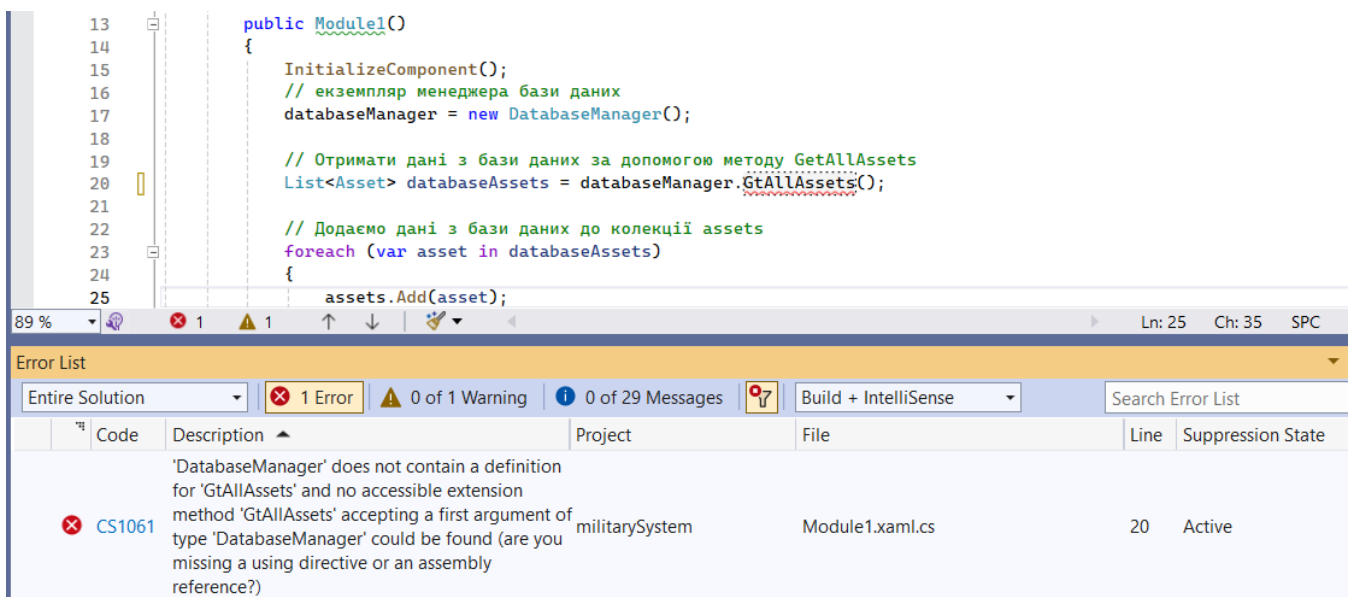 13 public Module1()
14 {
15 InitializeComponent();
16 // екземпляр менеджера бази даних
17 databaseManager = new DatabaseManager();
18
19 // Отримати дані з бази даних за допомогою методу GetAllAssets
20 List<Asset> databaseAssets = databaseManager.GtAllAssets();
21
22 // Додаємо дані з бази даних до колекції assets
23 foreach (var asset in databaseAssets)
24 {
25 assets.Add(asset);
89 % 1 1 Ln: 25 Ch: 35 SPC
Error List
Entire Solution 1 Error 0 of 1 Warning 0 of 29 Messages Build + IntelliSense Search Error List
Code Description Project File Line Suppression State
'DatabaseManager' does not contain a definition
for 'GtAllAssets' and no accessible extension
method 'GtAllAssets' accepting a first argument of
CS1061 type 'DatabaseManager' could be found (are you militarySystem Module1.xaml.cs 20 Active
missing a using directive or an assembly
reference?)